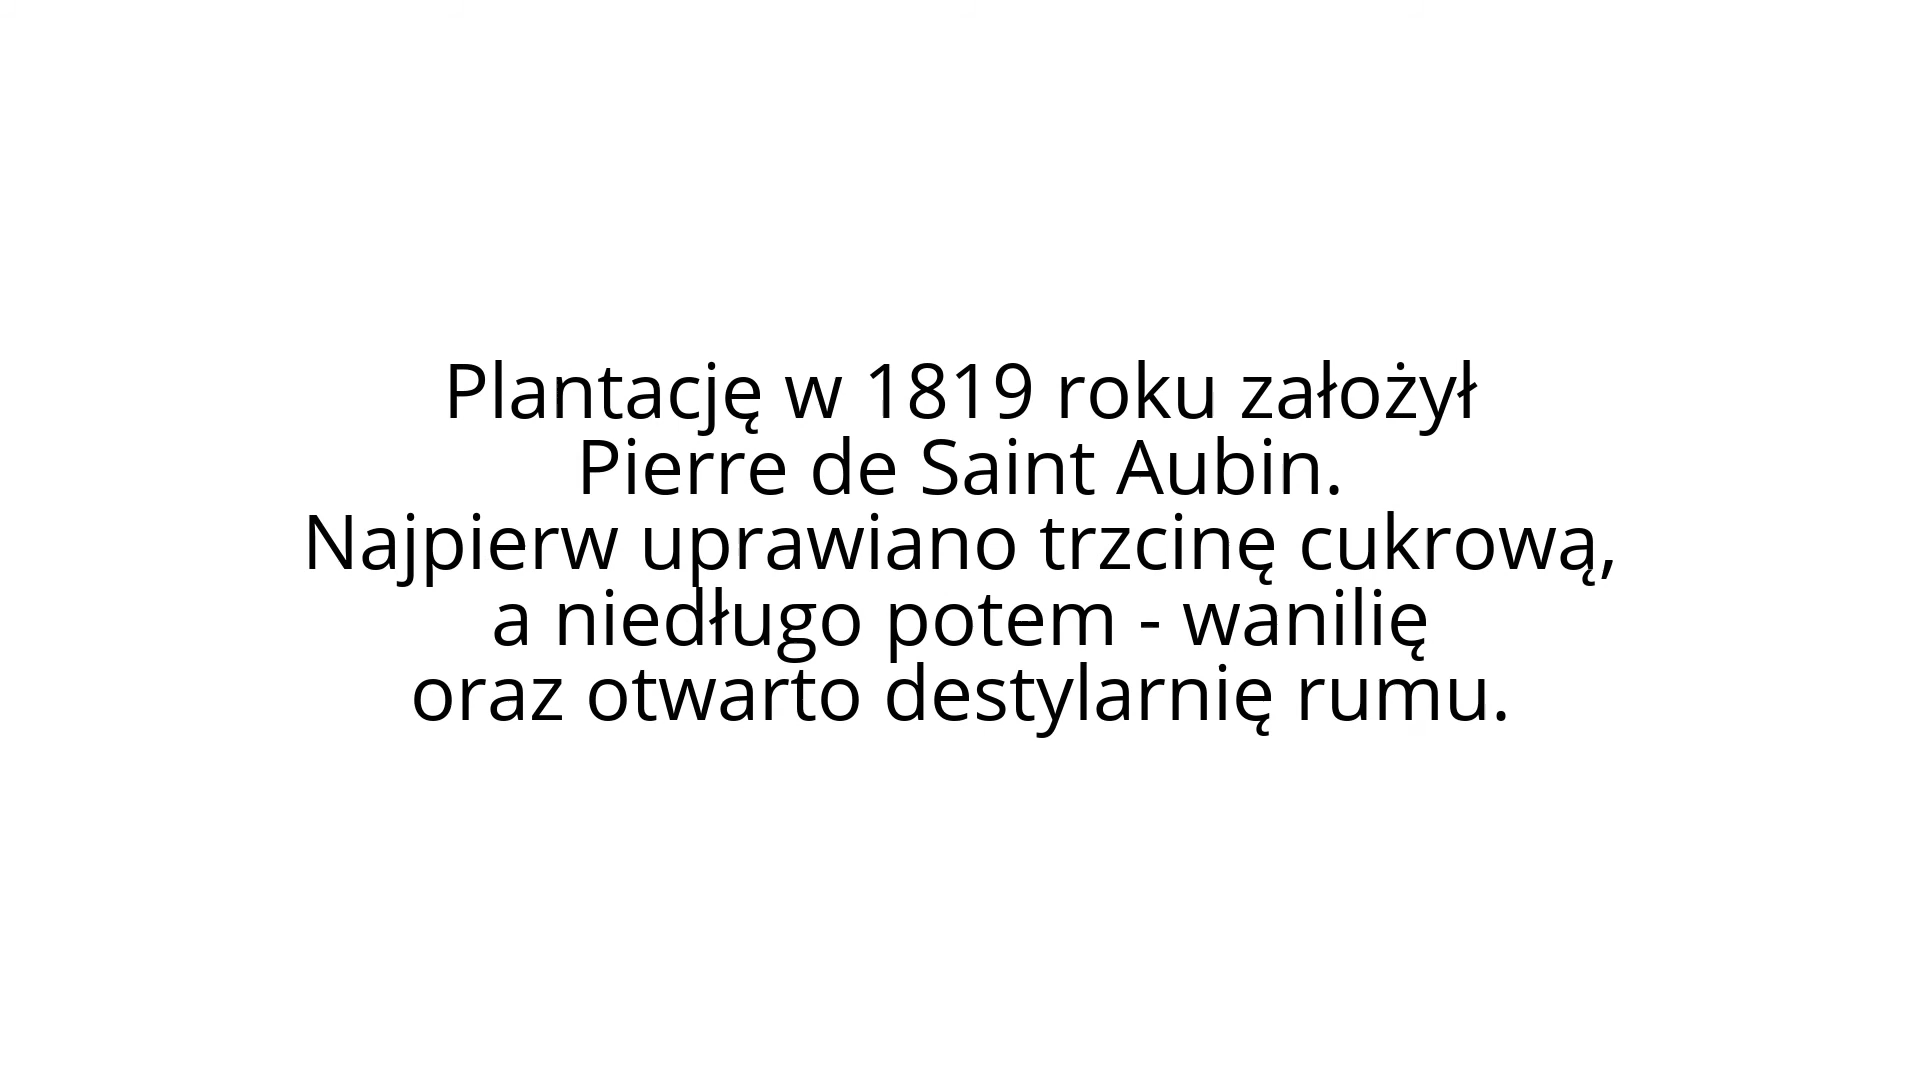 Plantację w 1819 roku założył
Pierre de Saint Aubin.
Najpierw uprawiano trzcinę cukrową,
a niedługo potem - wanilię
oraz otwarto destylarnię rumu.